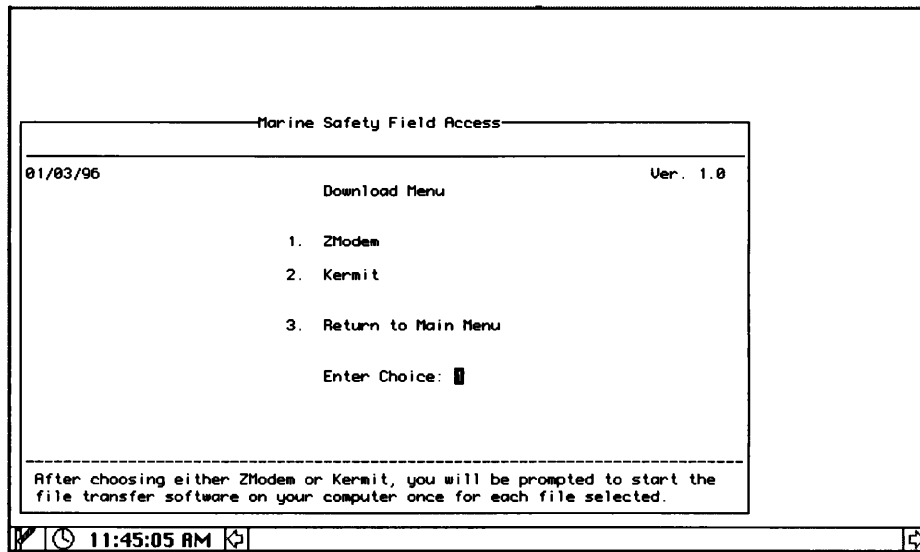 Marine Safety Field Access
01/03/96 Ver. 1.0
Download Menu
1. ZModem
2. Kermit
3. Return to Main Menu
Enter Choice:
After choosing either ZModem or Kermit, you will be prompted to start the
file transfer software on your computer once for each file selected.
11:45:05 AM